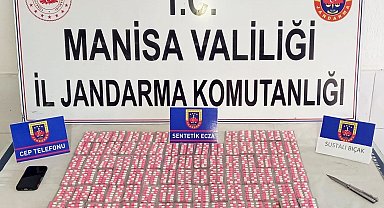 T.C.
MANİSA VALİLİĞİ
İL JANDARMA KOMUTANLIĞI
CEP TELEFONU
SENTETİK ECZA
SUSTALI BIÇAK